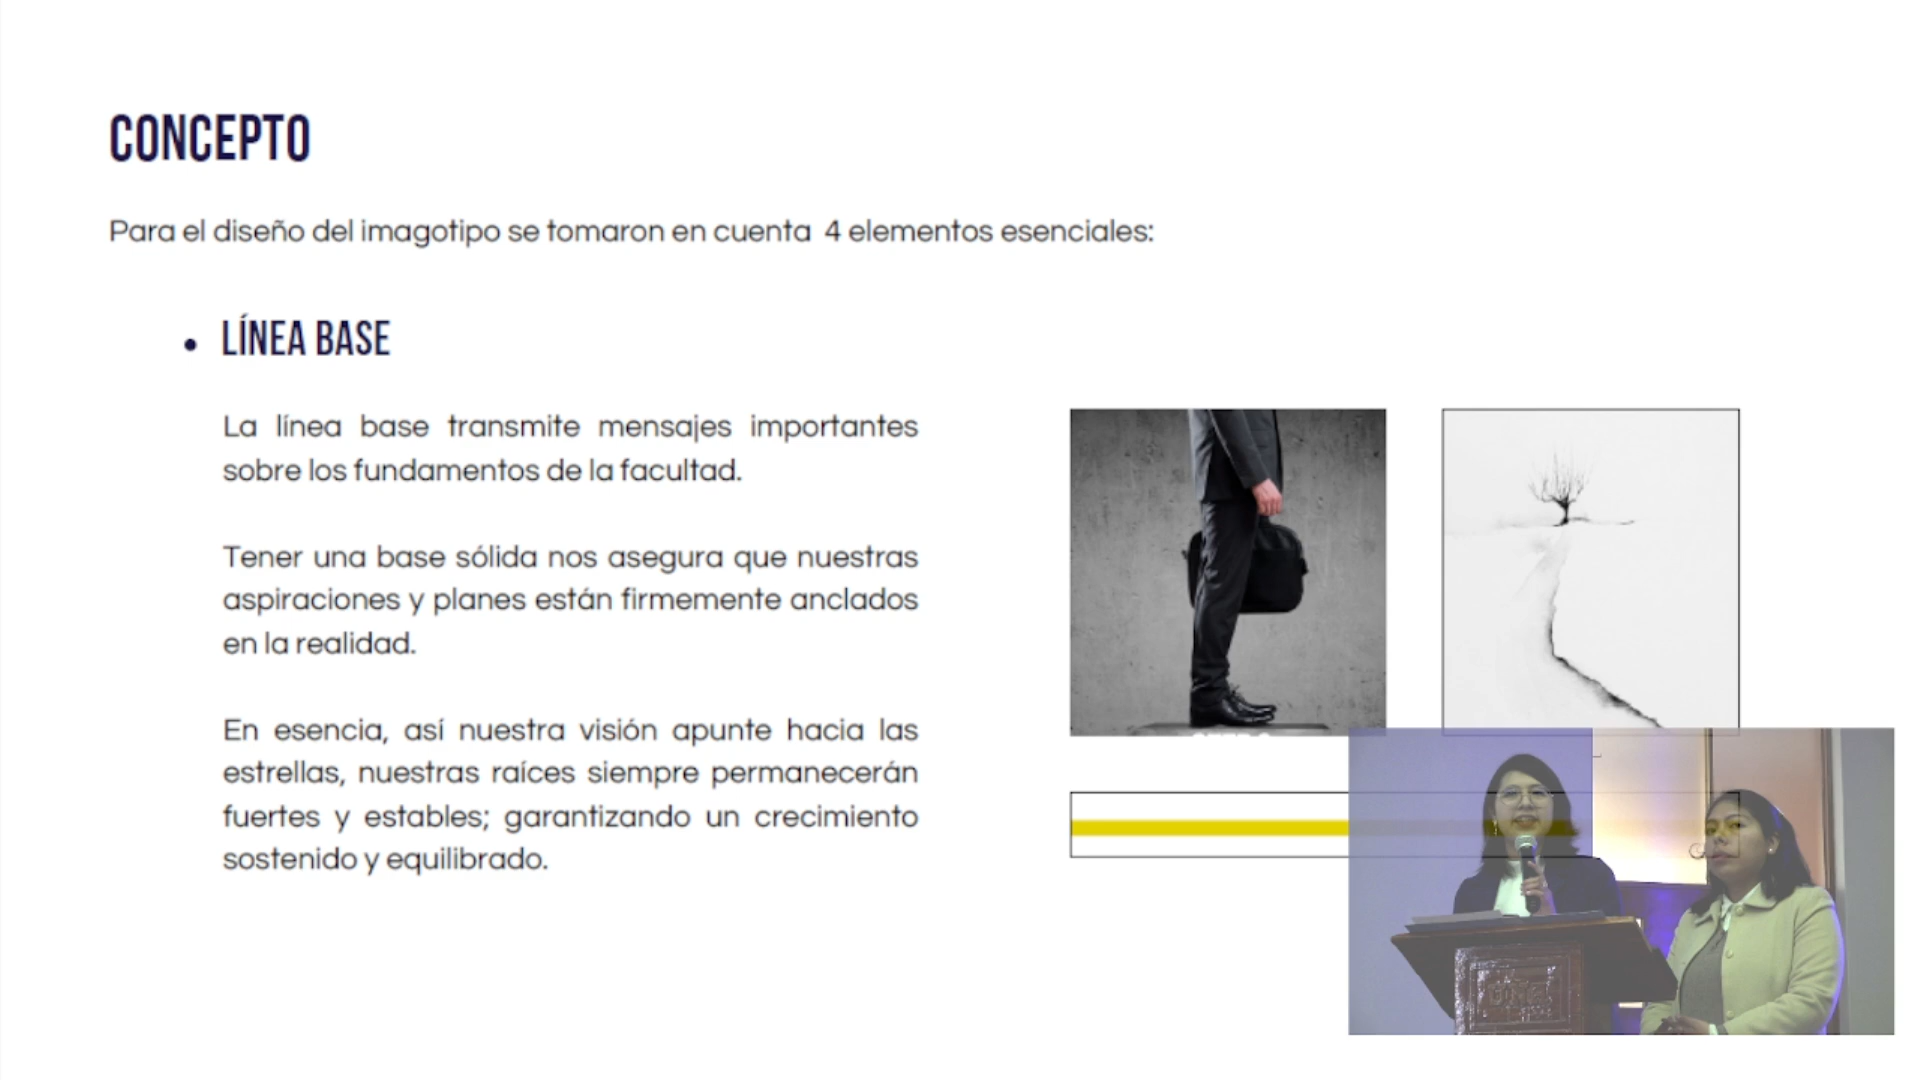 CONCEPTO
Para el diseño del imagotipo se tomaron en cuenta 4 elementos esenciales:
• LÍNEA BASE
La línea base transmite mensajes importantes
sobre los fundamentos de la facultad.
Tener una base sólida nos asegura que nuestras
aspiraciones y planes están firmemente anclados
en la realidad.
En esencia, así nuestra visión apunte hacia las
estrellas, nuestras raíces siempre permanecerán
fuertes y estables; garantizando un crecimiento
sostenido y equilibrado.